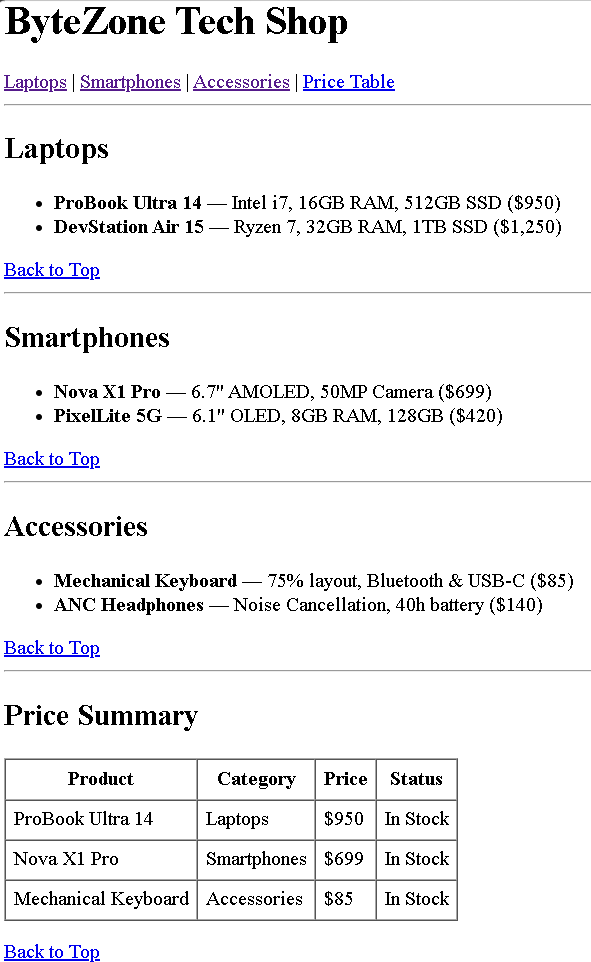 ByteZone Tech Shop
Laptops | Smartphones | Accessories | Price Table
Laptops
• ProBook Ultra 14 — Intel i7, 16GB RAM, 512GB SSD ($950)
• DevStation Air 15 — Ryzen 7, 32GB RAM, 1TB SSD ($1,250)
Back to Top
Smartphones
• Nova X1 Pro — 6.7" AMOLED, 50MP Camera ($699)
• PixelLite 5G — 6.1" OLED, 8GB RAM, 128GB ($420)
Back to Top
Accessories
• Mechanical Keyboard — 75% layout, Bluetooth & USB-C ($85)
• ANC Headphones — Noise Cancellation, 40h battery ($140)
Back to Top
Price Summary
Product Category Price Status
ProBook Ultra 14 Laptops $950 In Stock
Nova X1 Pro Smartphones $699 In Stock
Mechanical Keyboard Accessories $85 In Stock
Back to Top